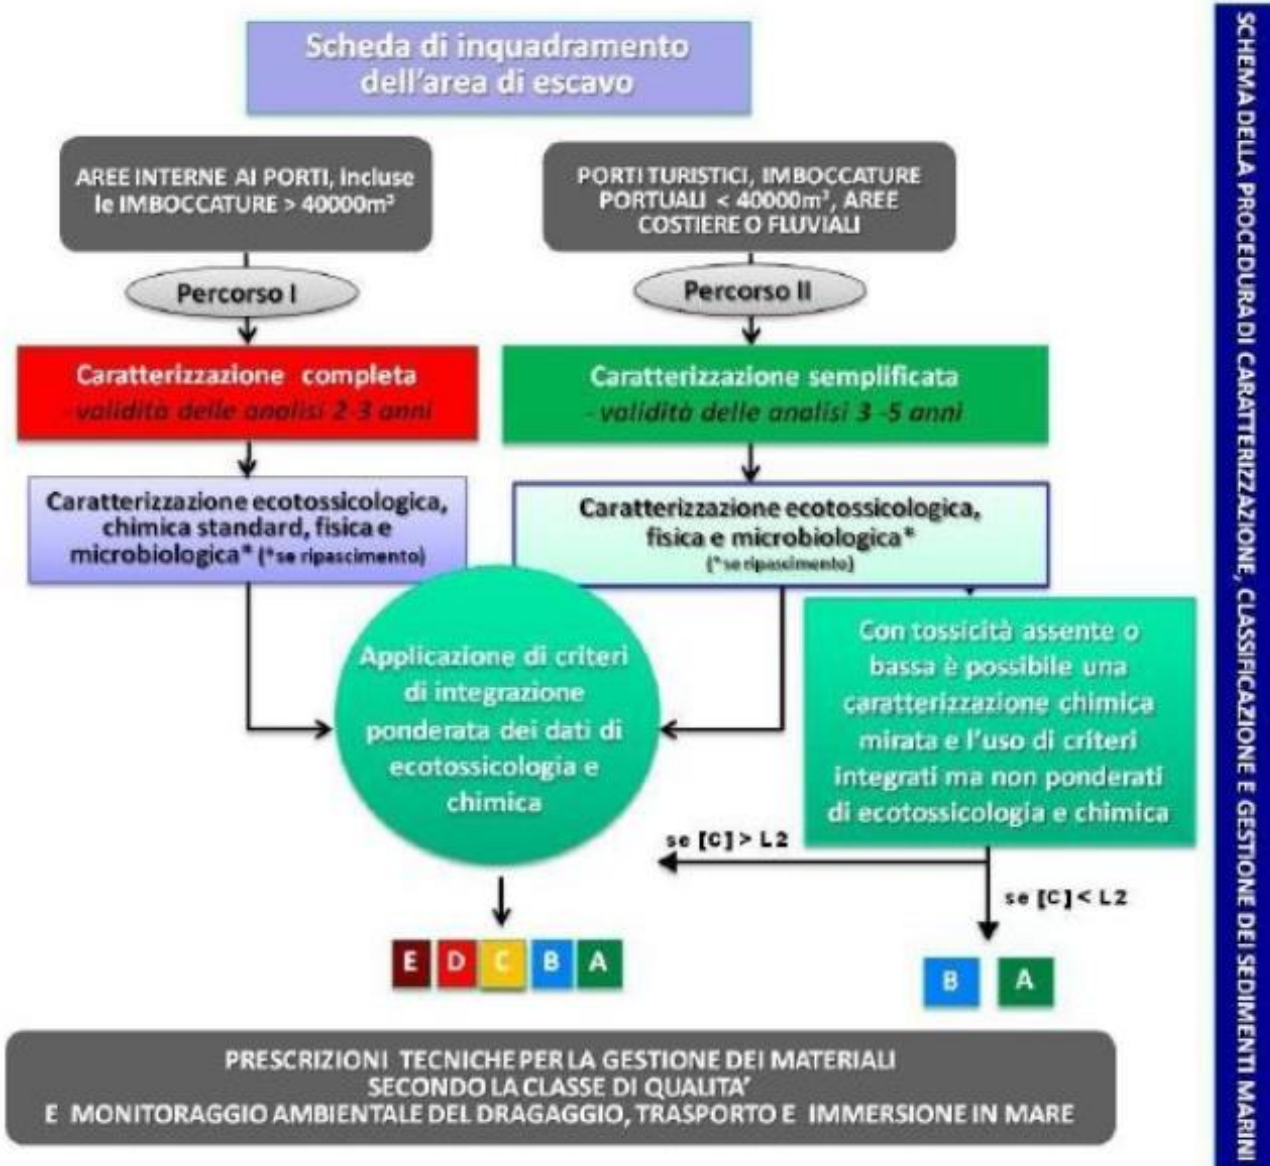 Scheda di inquadramento
dell'area di escavo
AREE INTERNE AI PORTI, incluse
le IMBOCCATURE > 40000m³
PORTI TURISTICI, IMBOCCATURE
PORTUALI < 40000m³, AREE
COSTIERE O FLUVIALI
Percorso I
Percorso II
Caratterizzazione completa
- validità delle analisi 2-3 anni
Caratterizzazione semplificata
- validità delle analisi 3 -5 anni
Caratterizzazione ecotossicologica,
chimica standard, fisica e
microbiologica* (*se ripascimento)
Caratterizzazione ecotossicologica,
fisica e microbiologica*
(*se ripascimento)
Applicazione di criteri
di integrazione
ponderata dei dati di
ecotossicologia e
chimica
Con tossicità assente o
bassa è possibile una
caratterizzazione chimica
mirata e l'uso di criteri
integrati ma non ponderati
di ecotossicologia e chimica
se [C] > L2
se [C] < L2
E D C B A
B A
PRESCRIZIONI TECNICHE PER LA GESTIONE DEI MATERIALI
SECONDO LA CLASSE DI QUALITA'
E MONITORAGGIO AMBIENTALE DEL DRAGAGGIO, TRASPORTO E IMMERSIONE IN MARE
SCHEMA DELLA PROCEDURA DI CARATTERIZZAZIONE, CLASSIFICAZIONE E GESTIONE DEI SEDIMENTI MARINI